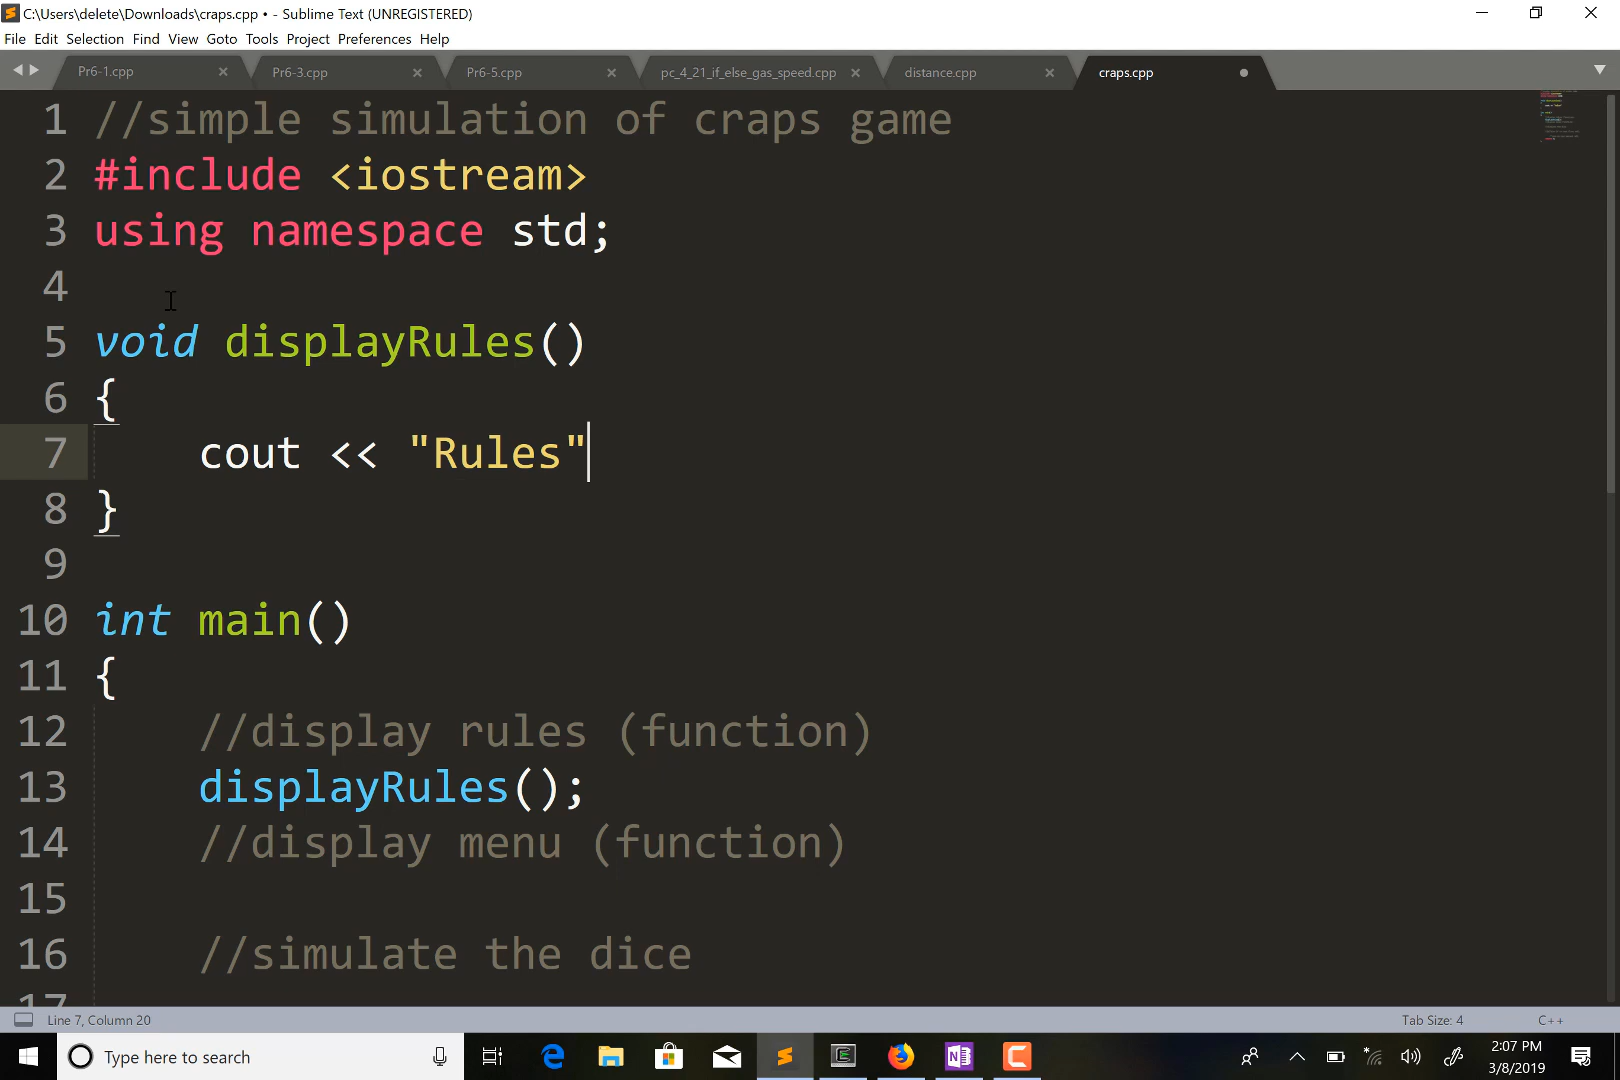 C:\Users\delete\Downloads\craps.cpp • - Sublime Text (UNREGISTERED)
File Edit Selection Find View Goto Tools Project Preferences Help
Pr6-1.cpp Pr6-3.cpp Pr6-5.cpp pc_4_21_if_else_gas_speed.cpp distance.cpp craps.cpp
1 //simple simulation of craps game
2 #include <iostream>
3 using namespace std;
4
5 void displayRules()
6 {
7 cout << "Rules"
8 }
9
10 int main()
11 {
12 //display rules (function)
13 displayRules();
14 //display menu (function)
15
16 //simulate the dice
17
Line 7, Column 20 Tab Size: 4 C++
Type here to search 2:07 PM
3/8/2019